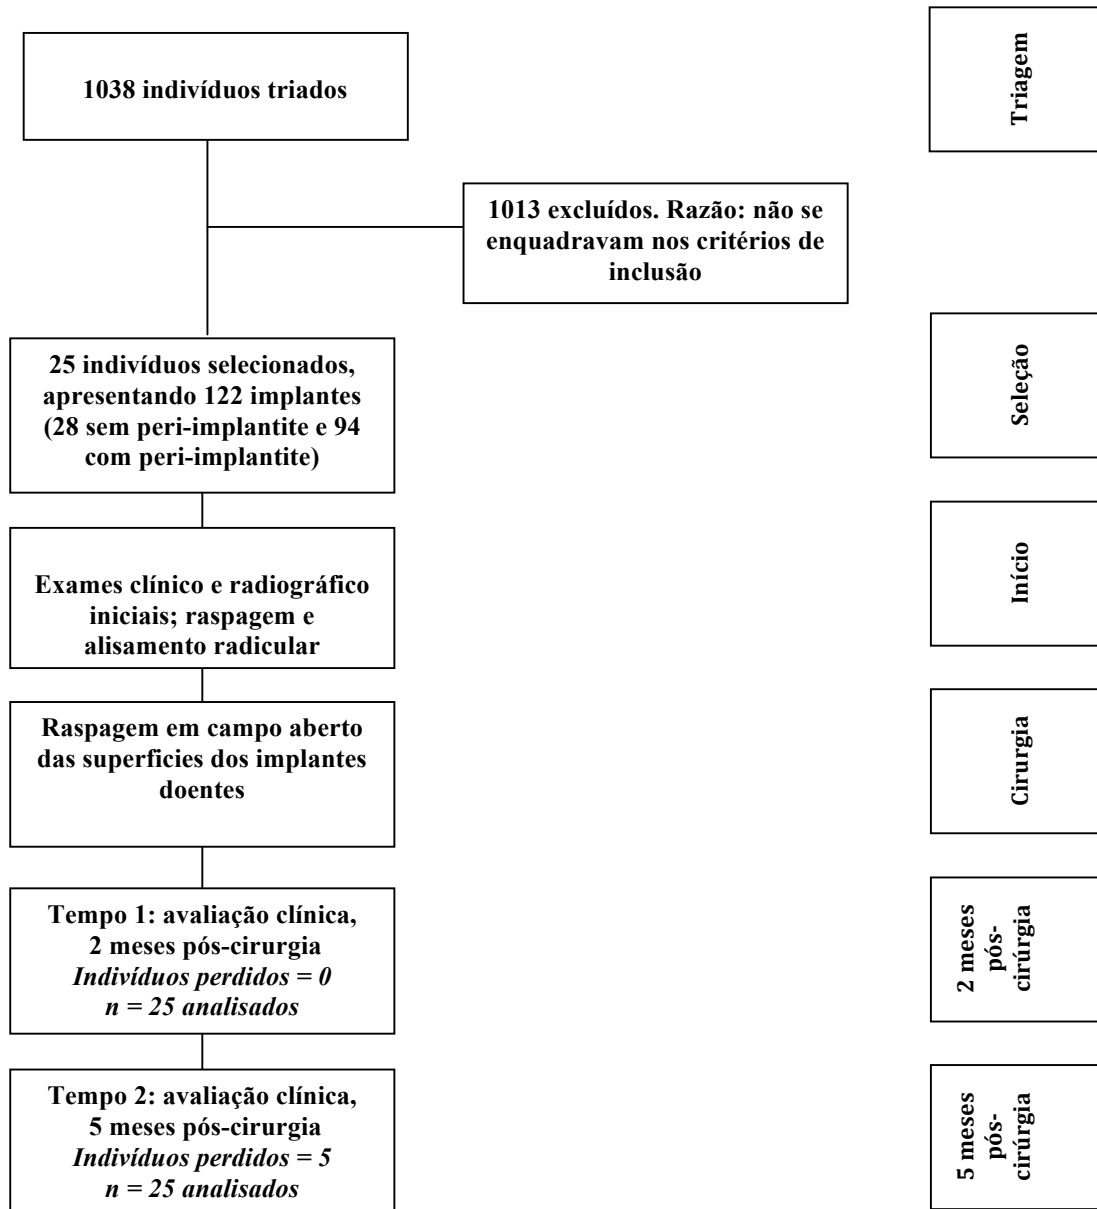 1038 indivíduos triados
Triagem
1013 excluídos. Razão: não se
enquadravam nos critérios de
inclusão
25 indivíduos selecionados,
apresentando 122 implantes
(28 sem peri-implantite e 94
com peri-implantite)
Seleção
Exames clínico e radiográfico
iniciais; raspagem e
alisamento radicular
Início
Raspagem em campo aberto
das superficies dos implantes
doentes
Cirurgia
Tempo 1: avaliação clínica,
2 meses pós-cirurgia
Indivíduos perdidos = 0
n = 25 analisados
2 meses
pós-
cirúrgia
Tempo 2: avaliação clínica,
5 meses pós-cirurgia
Indivíduos perdidos = 5
n = 25 analisados
5 meses
pós-
cirúrgia